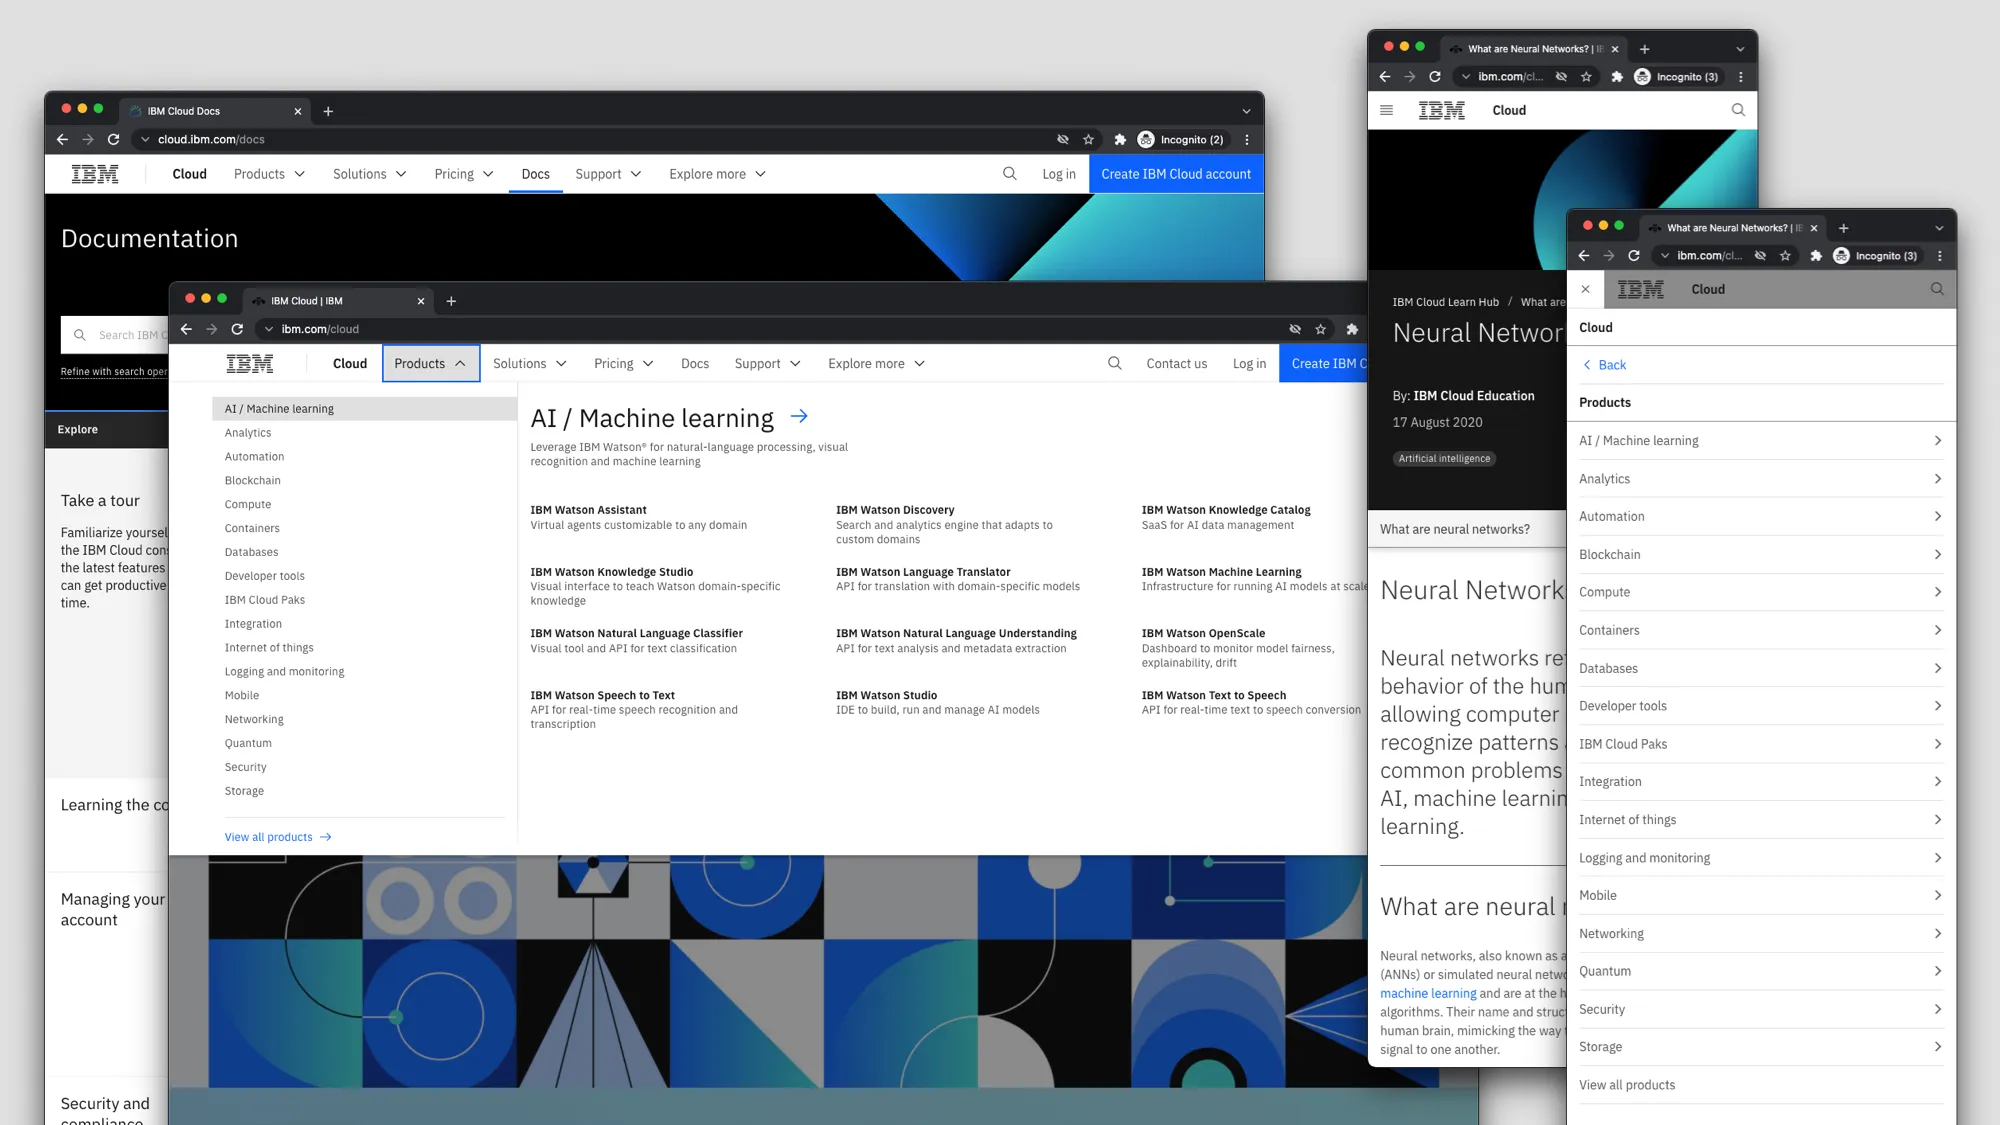 IBM Cloud Docs
cloud.ibm.com/docs
Incognito (2)
IBM
Cloud
Products
Solutions
Pricing
Docs
Support
Explore more
Log in
Create IBM Cloud account
Documentation
Search IBM C
Refine with search oper
Explore
Take a tour
Familiarize yoursel
the IBM Cloud cons
the latest features
can get productive
time.
Learning the co
Managing your
account
Security and
compliance
IBM Cloud | IBM
ibm.com/cloud
IBM
Cloud
Products
Solutions
Pricing
Docs
Support
Explore more
Contact us
Log in
Create IBM C
AI / Machine learning
Analytics
Automation
Blockchain
Compute
Containers
Databases
Developer tools
IBM Cloud Paks
Integration
Internet of things
Logging and monitoring
Mobile
Networking
Quantum
Security
Storage
View all products
AI / Machine learning
Leverage IBM Watson® for natural-language processing, visual
recognition and machine learning
IBM Watson Assistant
Virtual agents customizable to any domain
IBM Watson Discovery
Search and analytics engine that adapts to
custom domains
IBM Watson Knowledge Catalog
SaaS for AI data management
IBM Watson Knowledge Studio
Visual interface to teach Watson domain-specific
knowledge
IBM Watson Language Translator
API for translation with domain-specific models
IBM Watson Machine Learning
Infrastructure for running AI models at scale
IBM Watson Natural Language Classifier
Visual tool and API for text classification
IBM Watson Natural Language Understanding
API for text analysis and metadata extraction
IBM Watson OpenScale
Dashboard to monitor model fairness,
explainability, drift
IBM Watson Speech to Text
API for real-time speech recognition and
transcription
IBM Watson Studio
IDE to build, run and manage AI models
IBM Watson Text to Speech
API for real-time text to speech conversion
What are Neural Networks? | IB
ibm.com/cl...
Incognito (3)
IBM
Cloud
IBM Cloud Learn Hub / What are
Neural Networ
By: IBM Cloud Education
17 August 2020
Artificial intelligence
What are neural networks?
Neural Network
Neural networks re
behavior of the hum
allowing computer
recognize patterns
common problems
AI, machine learnin
learning.
What are neural
Neural networks, also known as a
(ANNs) or simulated neural netwo
machine learning and are at the h
algorithms. Their name and struct
human brain, mimicking the way
signal to one another.
What are Neural Networks? | IB
ibm.com/cl...
Incognito (3)
IBM
Cloud
Cloud
Back
Products
AI / Machine learning
Analytics
Automation
Blockchain
Compute
Containers
Databases
Developer tools
IBM Cloud Paks
Integration
Internet of things
Logging and monitoring
Mobile
Networking
Quantum
Security
Storage
View all products